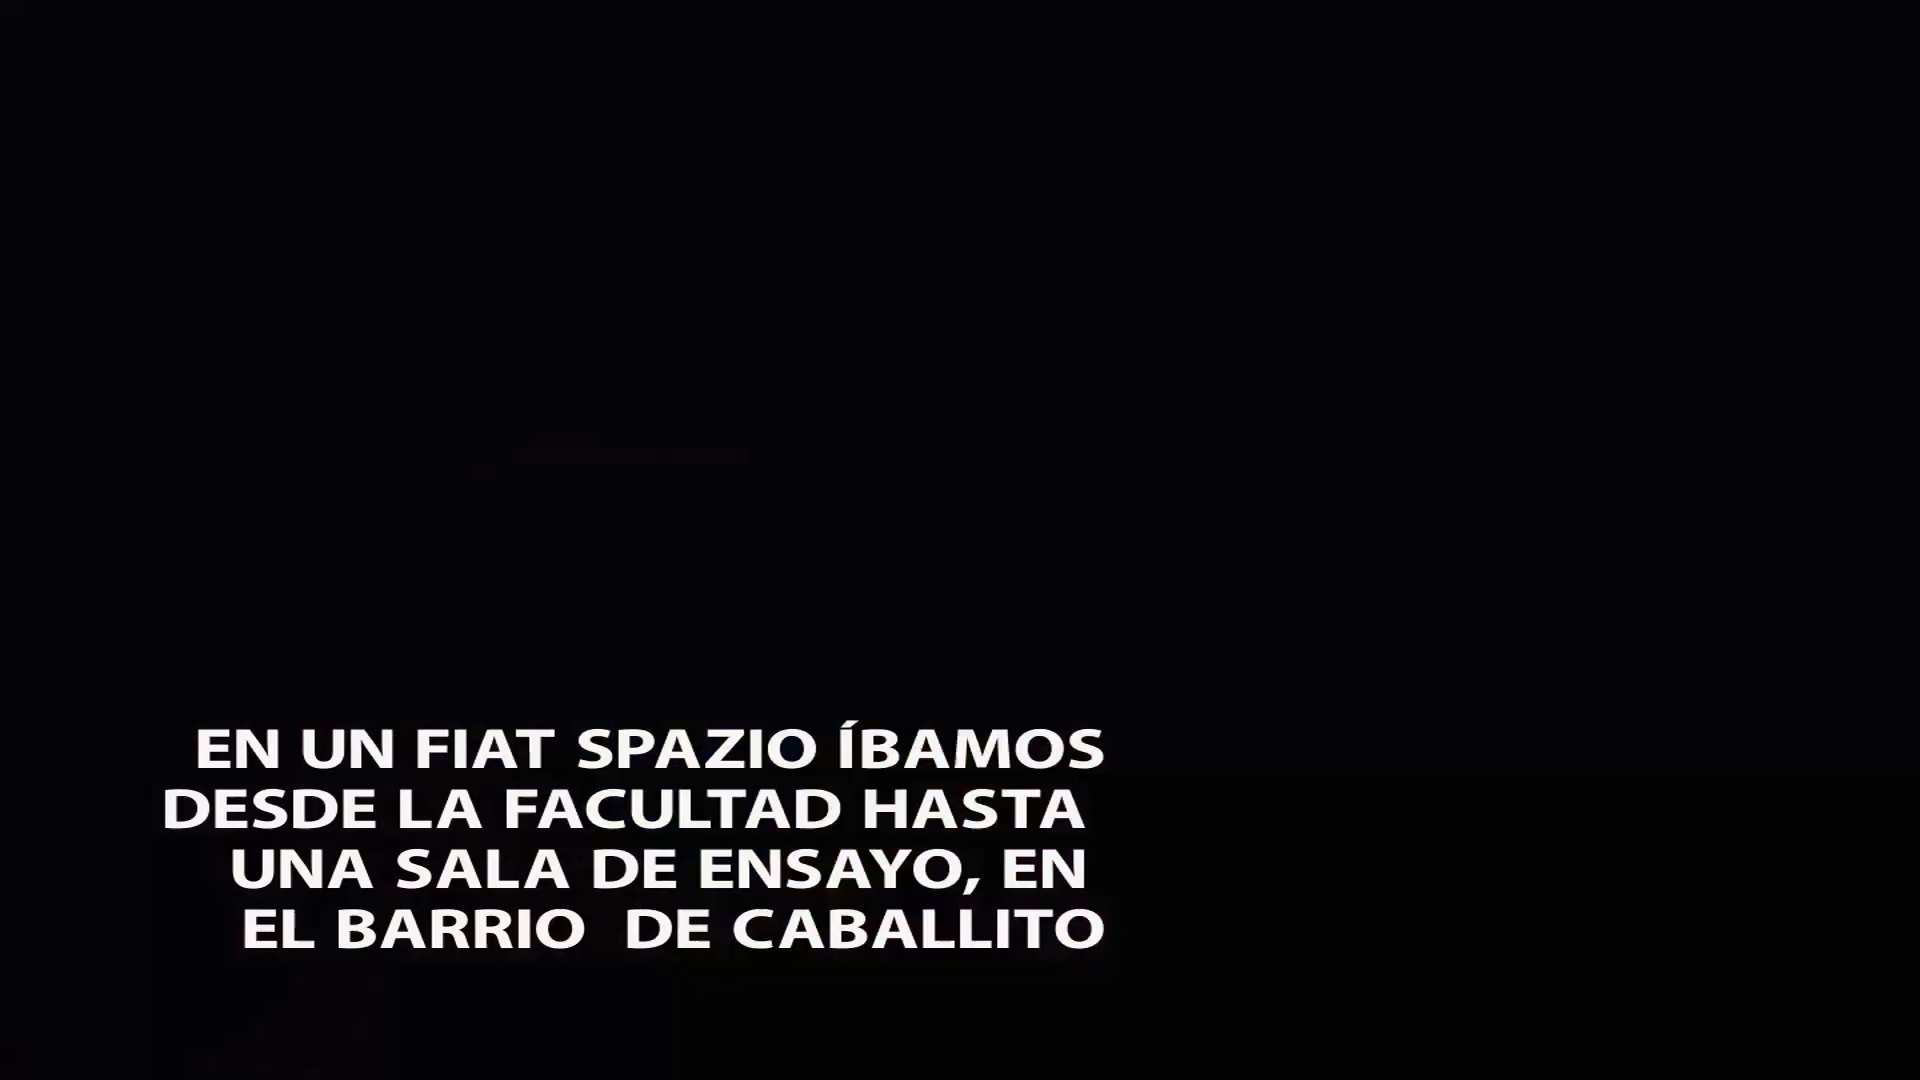 EN UN FIAT SPAZIO ÍBAMOS
DESDE LA FACULTAD HASTA
UNA SALA DE ENSAYO, EN
EL BARRIO  DE CABALLITO